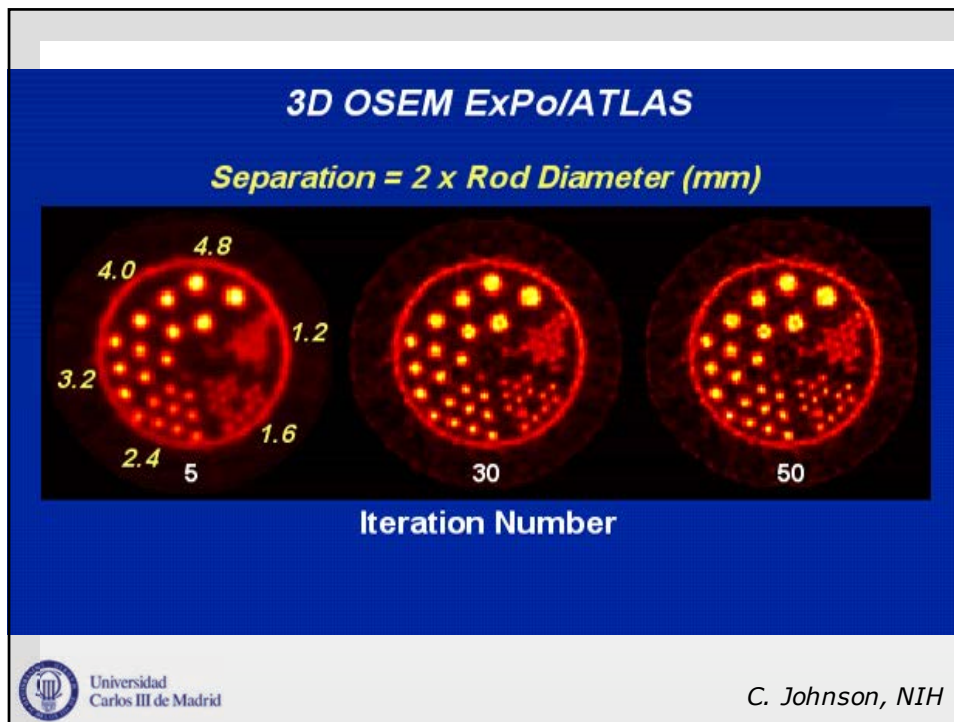 3D OSEM ExPo/ATLAS
Separation = 2 x Rod Diameter (mm)
4.8
4.0
1.2
3.2
1.6
2.4
5
30
50
Iteration Number
Universidad
Carlos III de Madrid
C. Johnson, NIH